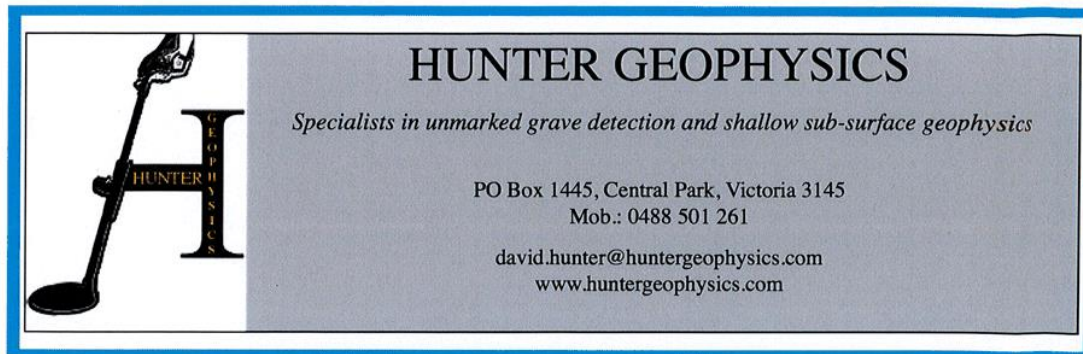 HUNTER GEOPHYSICS
Specialists in unmarked grave detection and shallow sub-surface geophysics
PO Box 1445, Central Park, Victoria 3145
Mob.: 0488 501 261
david.hunter@huntergeophysics.com
www.huntergeophysics.com
HUNTER
GEOPHYSICS